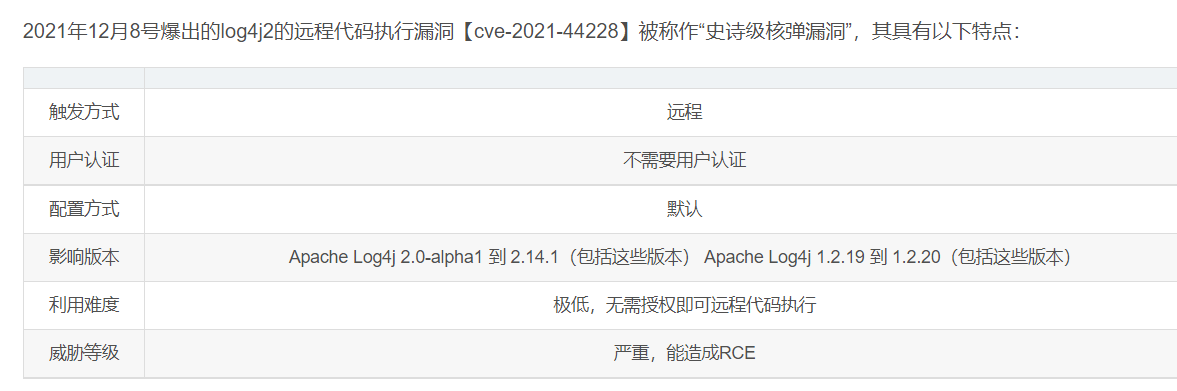 2021年12月8号爆出的log4j2的远程代码执行漏洞【cve-2021-44228】被称作“史诗级核弹漏洞”，其具有以下特点：
触发方式 远程
用户认证 不需要用户认证
配置方式 默认
影响版本 Apache Log4j 2.0-alpha1 到 2.14.1（包括这些版本） Apache Log4j 1.2.19 到 1.2.20（包括这些版本）
利用难度 极低，无需授权即可远程代码执行
威胁等级 严重，能造成RCE